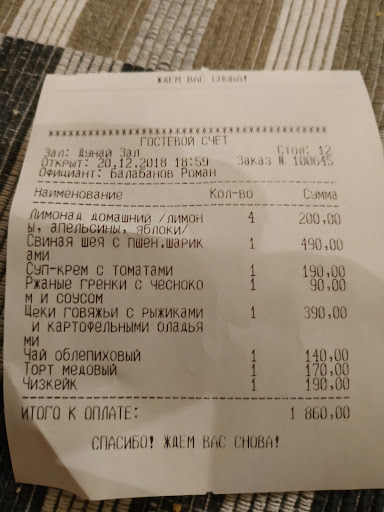 ЖДЕМ ВАС СНОВА!
********************************
ГОСТЕВОЙ СЧЕТ
Зал: Дунай Зал Стол: 12
Открыт: 20.12.2018 18:59 Заказ N 100645
Официант: Балабанов Роман
Наименование Кол-во Сумма
Лимонад домашний /лимон 4 200,00
ы, апельсины, яблоки/
Свиная шея с пшен.шарик 1 490,00
ами
Суп-крем с томатами 1 190,00
Ржаные гренки с чесноко 1 90,00
м и соусом
Щеки говяжьи с рыжиками 1 390,00
и картофельными оладья
ми
Чай облепиховый 1 140,00
Торт медовый 1 170,00
Чизкейк 1 190,00
ИТОГО К ОПЛАТЕ: 1 860,00
СПАСИБО! ЖДЕМ ВАС СНОВА!